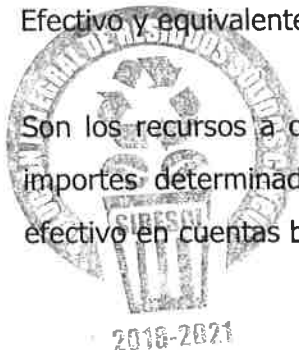 Efectivo y equivalente
Son los recursos a c
importes determinad
efectivo en cuentas b
SIRESOL
2018-2021